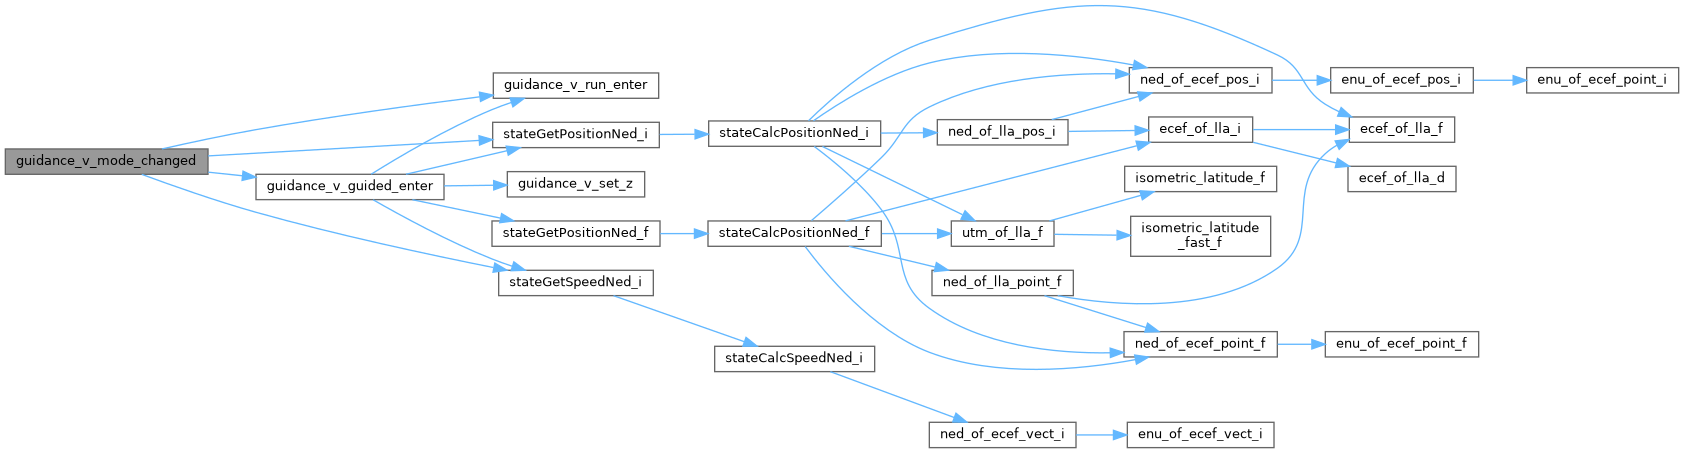 guidance_v_mode_changed
guidance_v_run_enter
stateGetPositionNed_i
guidance_v_guided_enter
guidance_v_set_z
stateGetPositionNed_f
stateGetSpeedNed_i
stateCalcPositionNed_i
stateCalcPositionNed_f
stateCalcSpeedNed_i
ned_of_ecef_pos_i
ned_of_lla_pos_i
ecef_of_lla_i
isometric_latitude_f
utm_of_lla_f
isometric_latitude
_fast_f
ned_of_lla_point_f
ned_of_ecef_point_f
ned_of_ecef_vect_i
enu_of_ecef_vect_i
enu_of_ecef_pos_i
enu_of_ecef_point_i
ecef_of_lla_f
ecef_of_lla_d
enu_of_ecef_point_f